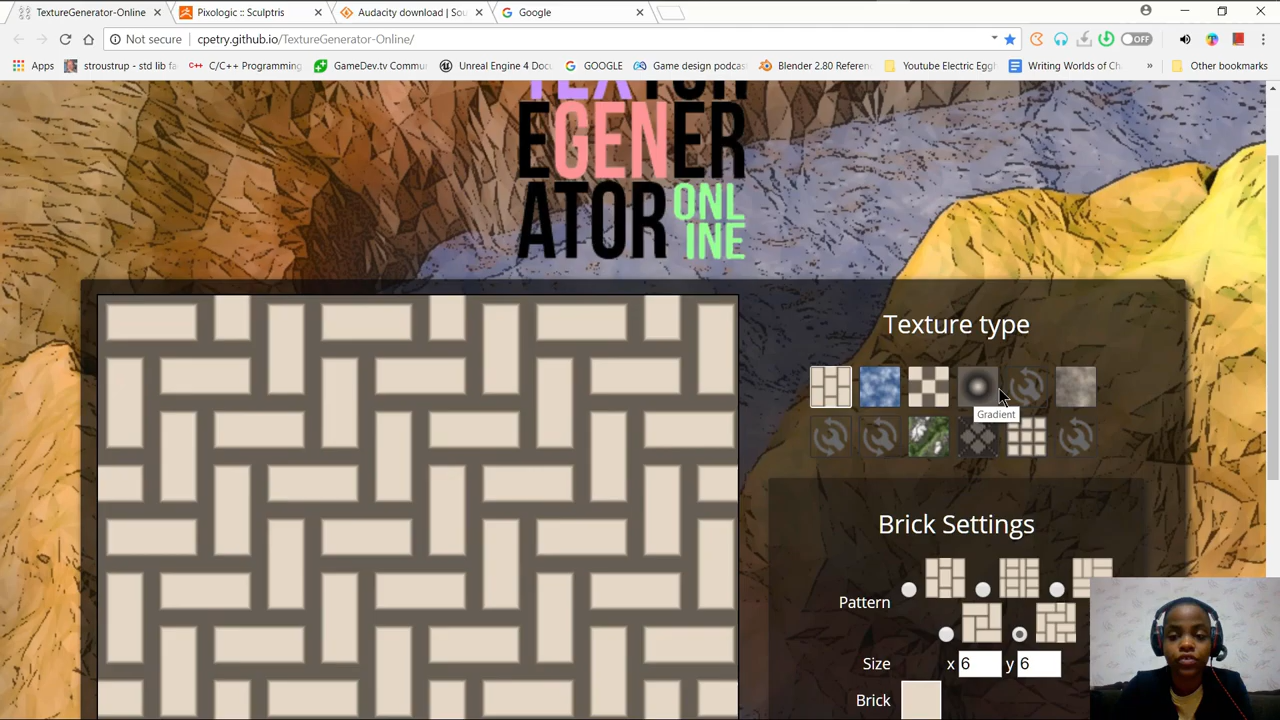 TextureGenerator-Online
Pixologic :: Sculptris
Audacity download | Sou
Google
Not secure
cpetry.github.io/TextureGenerator-Online/
OFF
Apps
stroustrup - std lib fa
C/C++ Programming
GameDev.tv Commu
Unreal Engine 4 Docu
GOOGLE
Game design podcas
Blender 2.80 Referen
Youtube Electric Eggh
Writing Worlds of Ch
»
Other bookmarks
TEXTUR
EGENER
ATOR ONL
INE
Texture type
Gradient
Brick Settings
Pattern
Size x 6 y 6
Brick